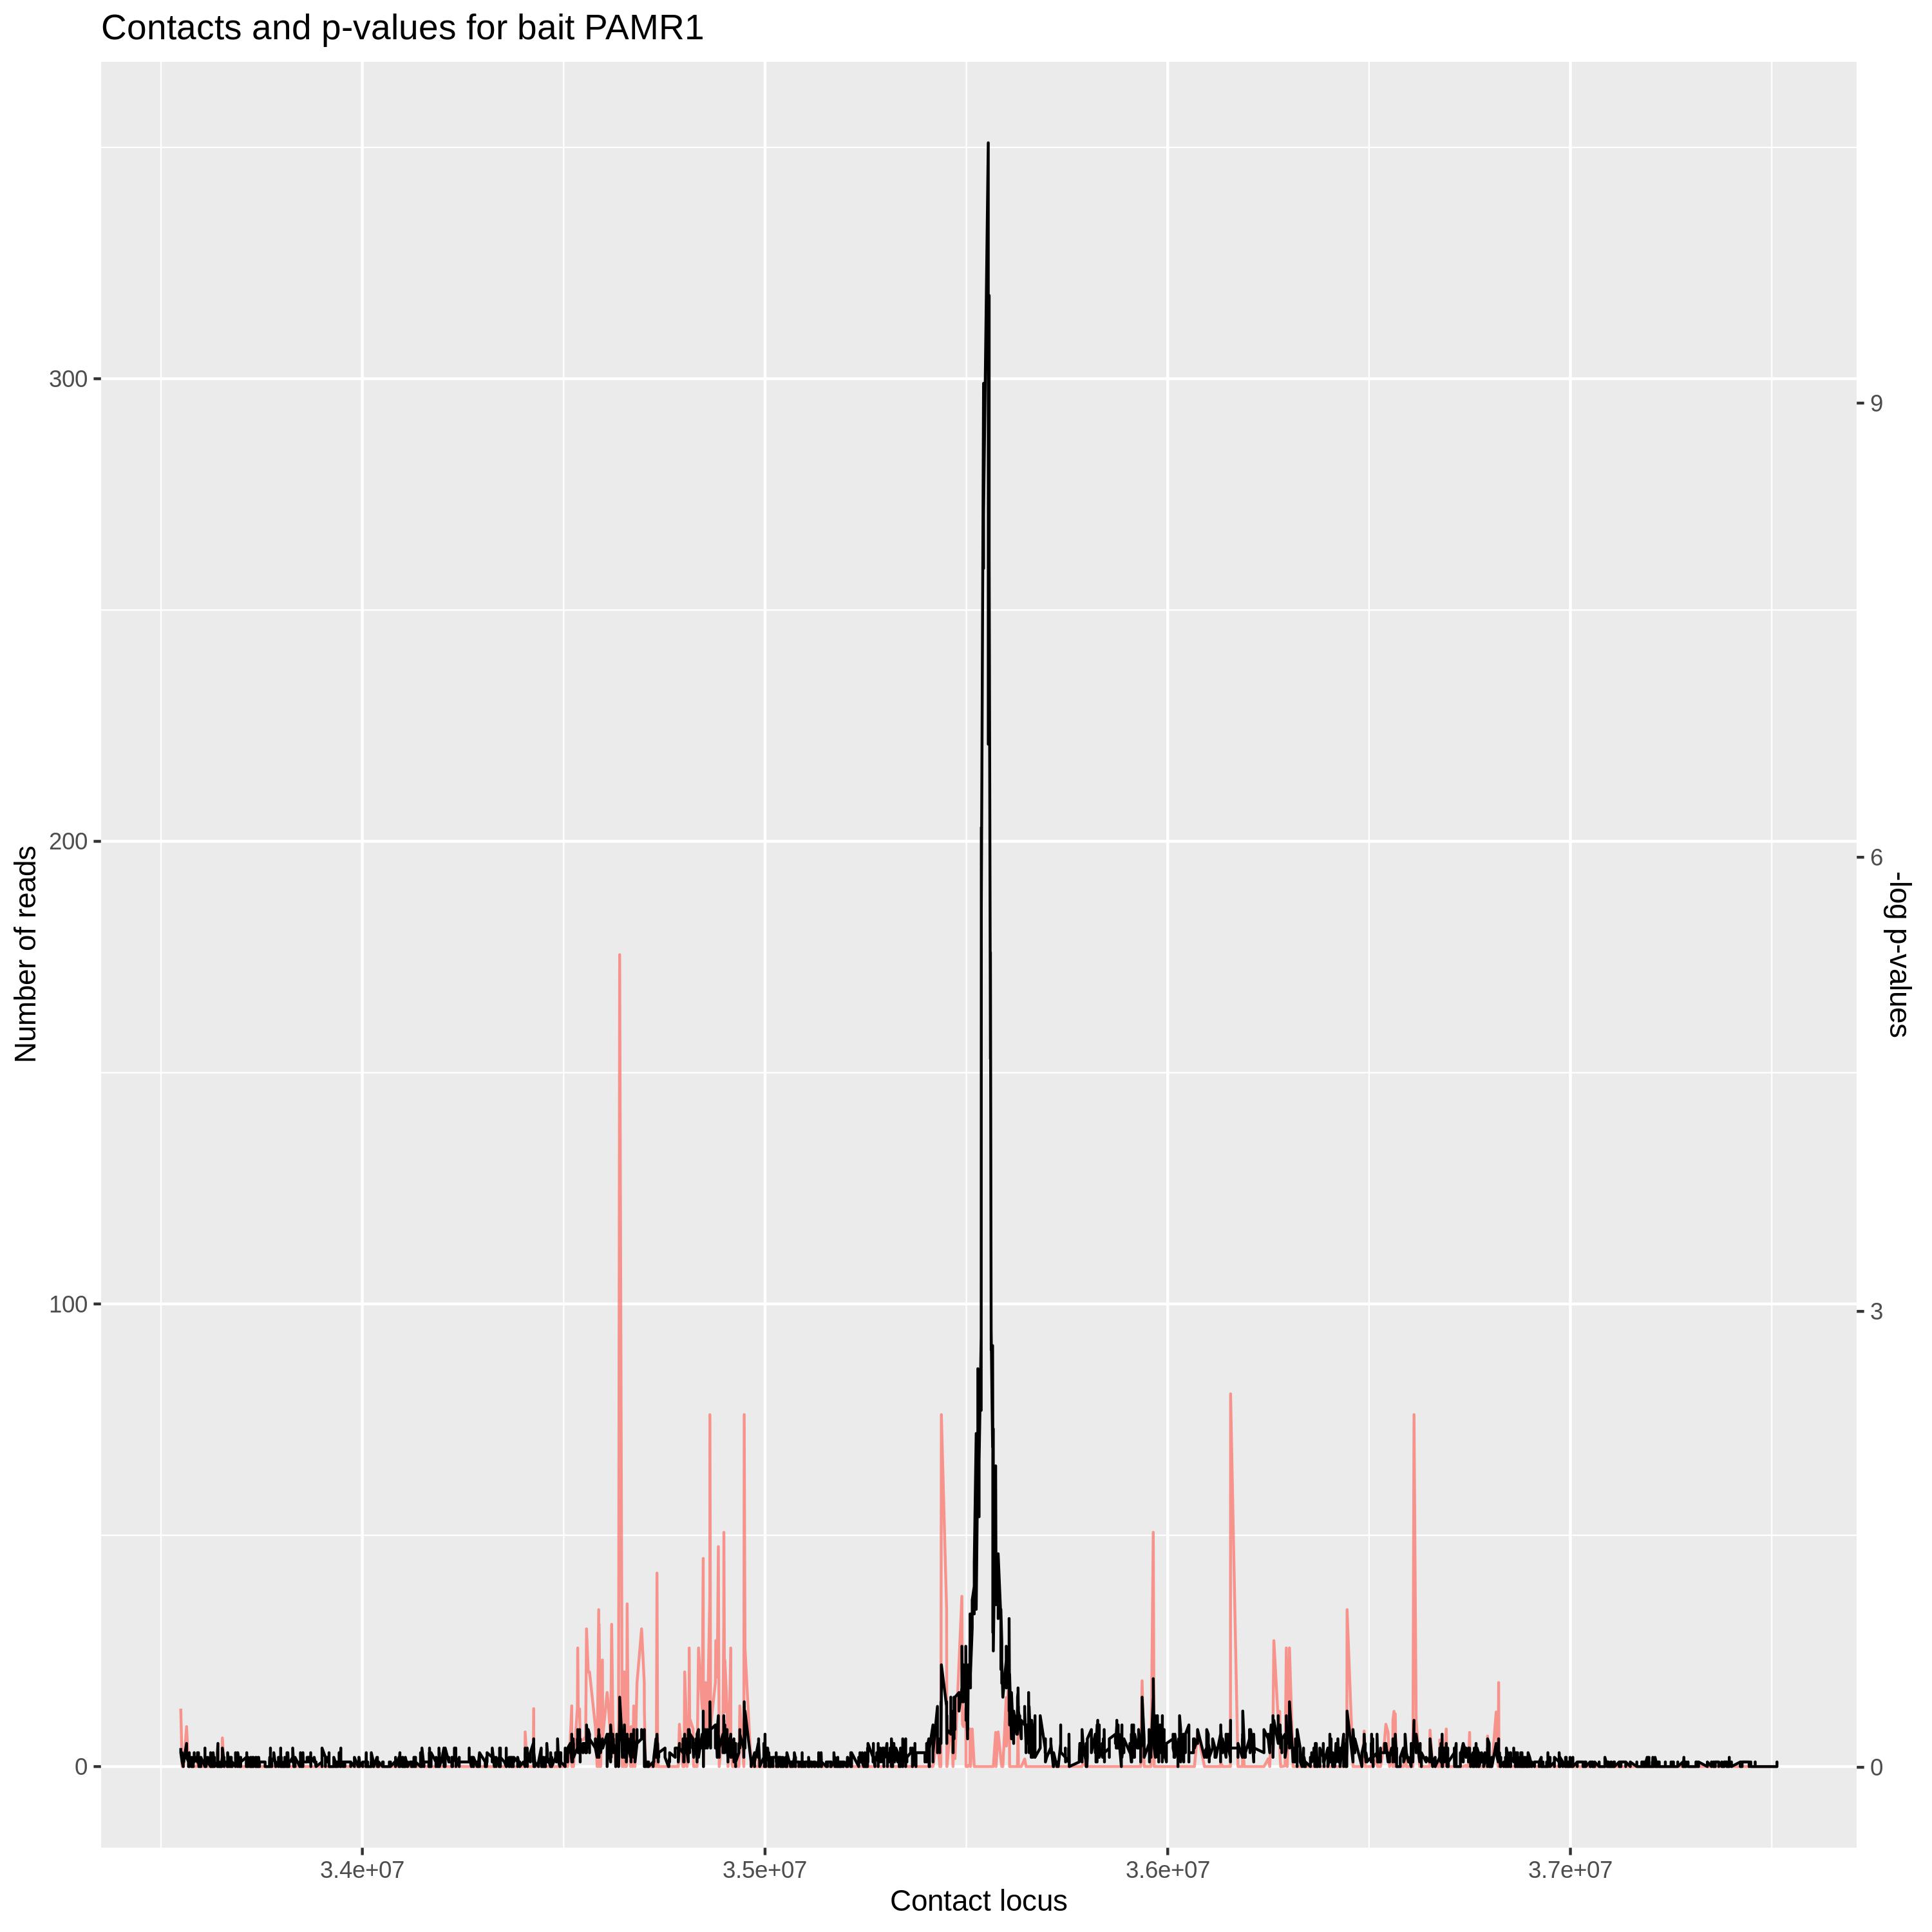 Contacts and p-values for bait PAMR1
Number of reads
300
200
100
0
9
6
3
0
-log p-values
3.4e+07
3.5e+07
3.6e+07
3.7e+07
Contact locus